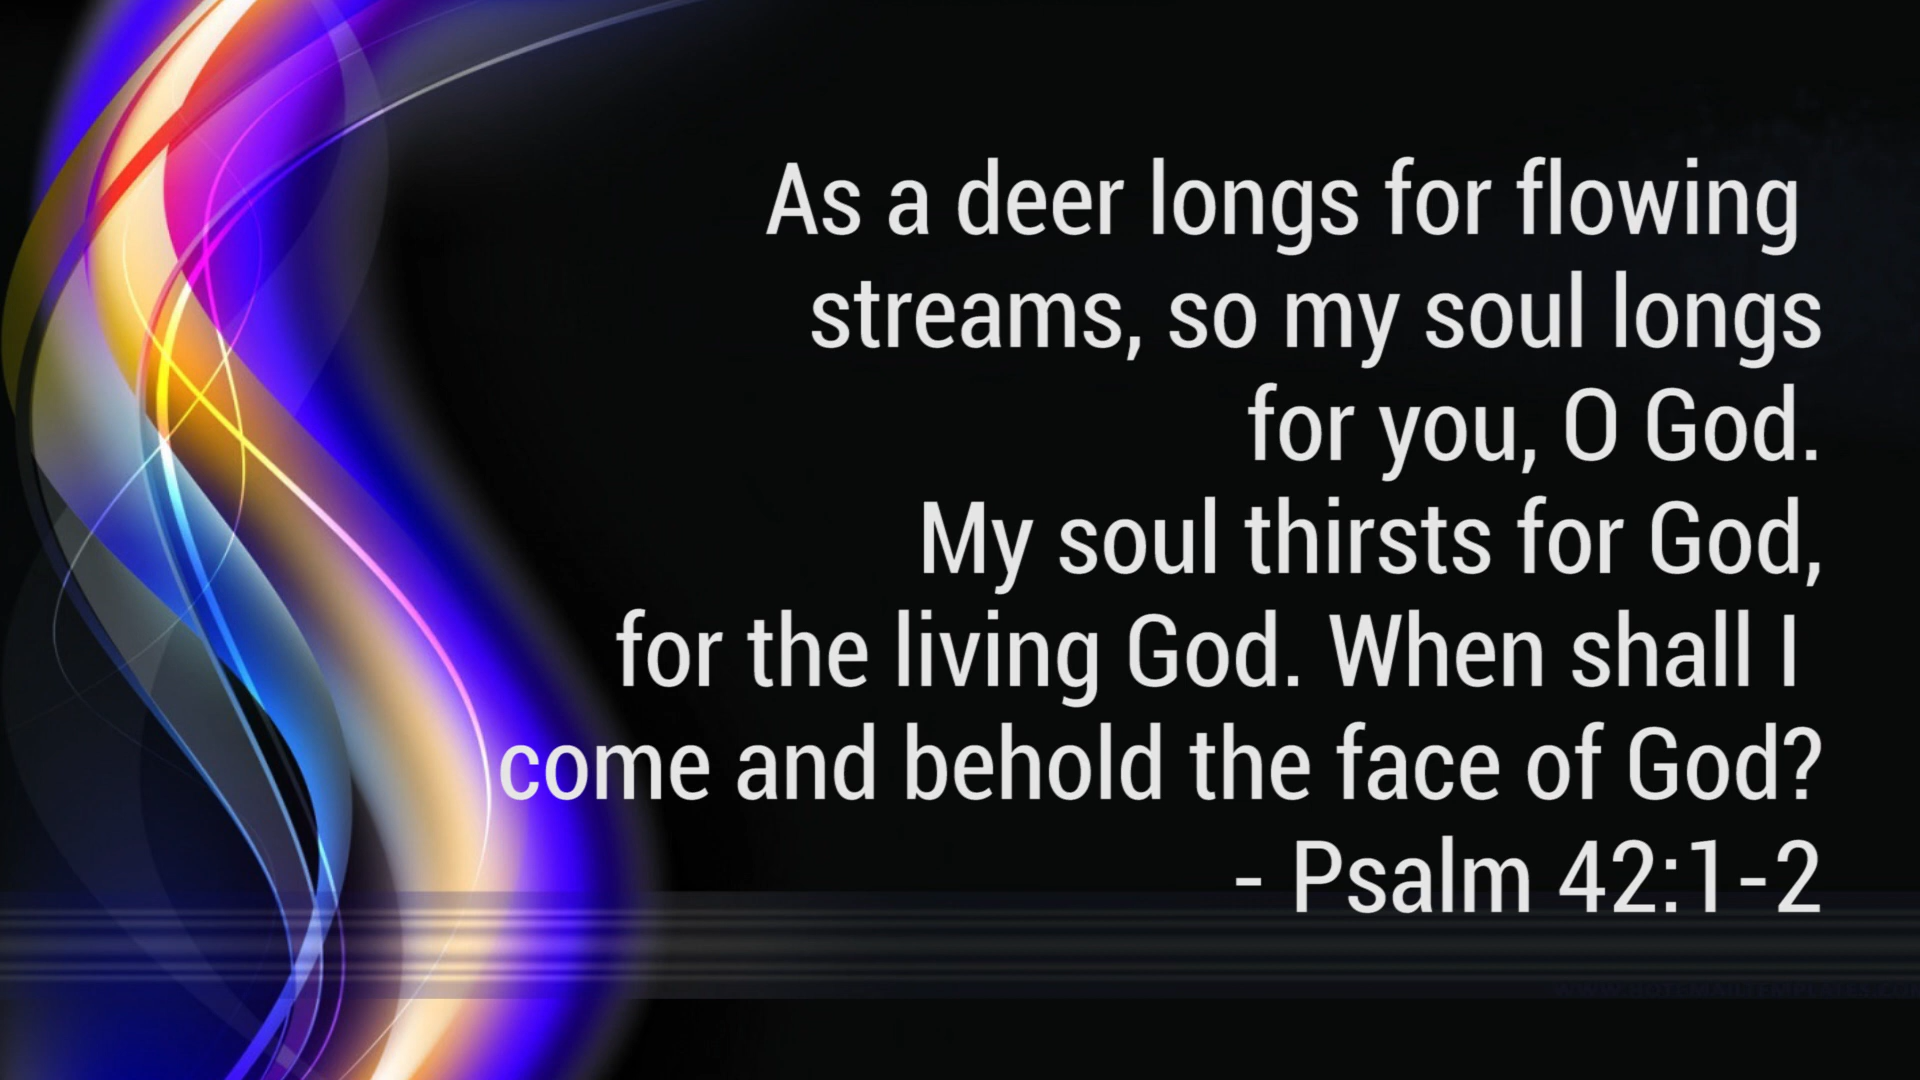 As a deer longs for flowing
streams, so my soul longs
for you, O God.
My soul thirsts for God,
for the living God. When shall I
come and behold the face of God?
- Psalm 42:1-2